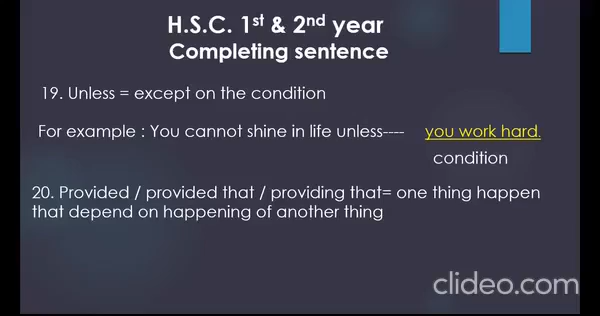 H.S.C. 1st & 2nd year
Completing sentence
19. Unless = except on the condition
For example : You cannot shine in life unless---- you work hard.
condition
20. Provided / provided that / providing that= one thing happen
that depend on happening of another thing
clideo.com